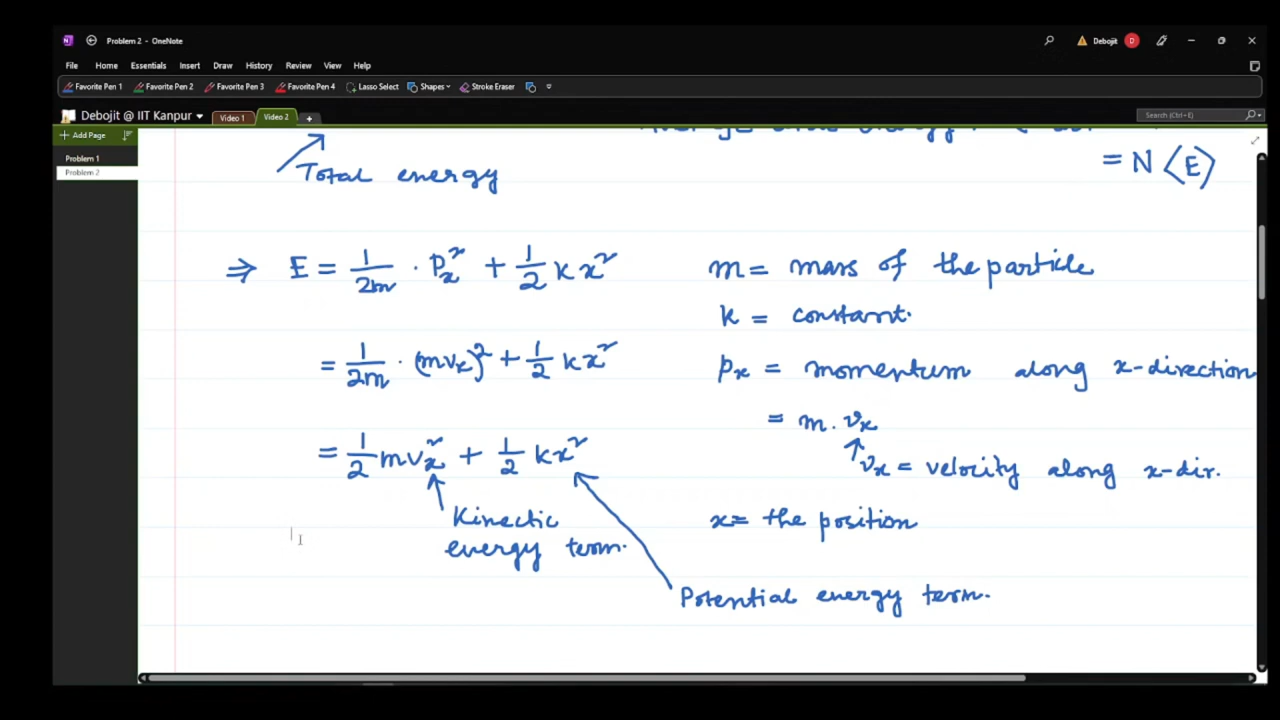 Problem 2 - OneNote
Debojit
D
File Home Essentials Insert Draw History Review View Help
Favorite Pen 1 Favorite Pen 2 Favorite Pen 3 Favorite Pen 4 Lasso Select Shapes Stroke Eraser
Debojit @ IIT Kanpur Video 1 Video 2 + Search (Ctrl+E)
+ Add Page
Problem 1
Problem 2
= N ⟨E⟩
Total energy
⇒ E = 1/2m · Px² + 1/2 kx²
m = mass of the particle
k = constant.
= 1/2m · (mvx)² + 1/2 kx²
px = momentum along x-direction
= m. vx
= 1/2 mvx² + 1/2 kx²
vx = velocity along x-dir.
Kinectic
energy term.
x = the position
Potential energy term.